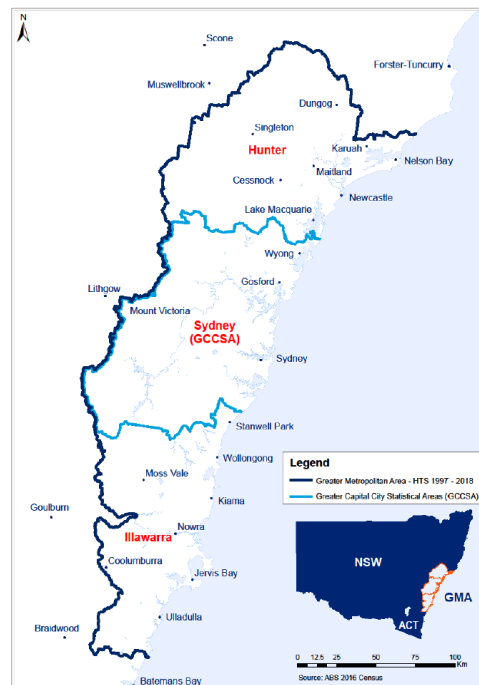 N
Scone
Forster-Tuncurry
Muswellbrook
Dungog
Singleton
Hunter
Karuah
Nelson Bay
Maitland
Cessnock
Newcastle
Lake Macquarie
Wyong
Gosford
Lithgow
Mount Victoria
Sydney
(GCCSA)
Sydney
Stanwell Park
Wollongong
Moss Vale
Kiama
Goulburn
Nowra
Illawarra
Coolumburra
Jervis Bay
Ulladulla
Braidwood
Batemans Bay
Legend
Greater Metropolitan Area - HTS 1997 - 2018
Greater Capital City Statistical Areas (GCCSA)
NSW
GMA
ACT
0 12.5 25 50 75 100
Km
Source: ABS 2016 Census